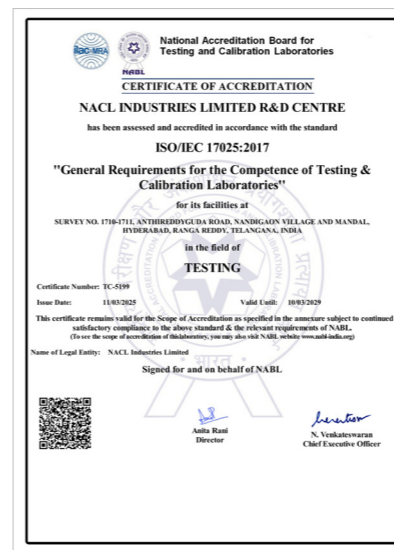 ilac-MRA
NABL
National Accreditation Board for
Testing and Calibration Laboratories
CERTIFICATE OF ACCREDITATION
NACL INDUSTRIES LIMITED R&D CENTRE
has been assessed and accredited in accordance with the standard
ISO/IEC 17025:2017
"General Requirements for the Competence of Testing &
Calibration Laboratories"
for its facilities at
SURVEY NO. 1710-1711, ANTHIREDDYGUDA ROAD, NANDIGAON VILLAGE AND MANDAL,
HYDERABAD, RANGA REDDY, TELANGANA, INDIA
in the field of
TESTING
Certificate Number: TC-5199
Issue Date: 11/03/2025 Valid Until: 10/03/2029
This certificate remains valid for the Scope of Accreditation as specified in the annexure subject to continued
satisfactory compliance to the above standard & the relevant requirements of NABL.
(To see the scope of accreditation of this laboratory, you may also visit NABL website www.nabl-india.org)
Name of Legal Entity: NACL Industries Limited
भारत
Signed for and on behalf of NABL
Anita Rani
Director
N. Venkateswaran
Chief Executive Officer